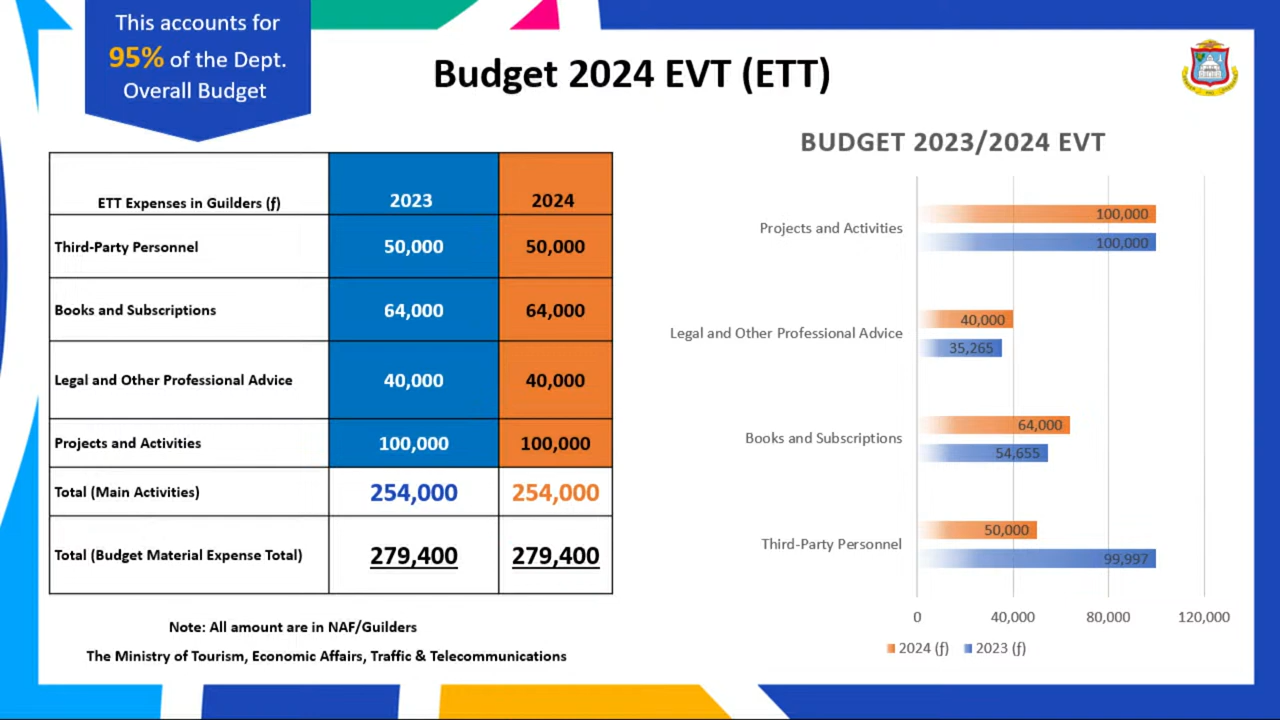 This accounts for
95% of the Dept.
Overall Budget
Budget 2024 EVT (ETT)
ETT Expenses in Guilders (ƒ) 2023 2024
Third-Party Personnel 50,000 50,000
Books and Subscriptions 64,000 64,000
Legal and Other Professional Advice 40,000 40,000
Projects and Activities 100,000 100,000
Total (Main Activities) 254,000 254,000
Total (Budget Material Expense Total) 279,400 279,400
Note: All amount are in NAF/Guilders
The Ministry of Tourism, Economic Affairs, Traffic & Telecommunications
BUDGET 2023/2024 EVT
Projects and Activities
100,000
100,000
Legal and Other Professional Advice
40,000
35,265
Books and Subscriptions
64,000
54,655
Third-Party Personnel
50,000
99,997
0 40,000 80,000 120,000
2024 (ƒ) 2023 (ƒ)